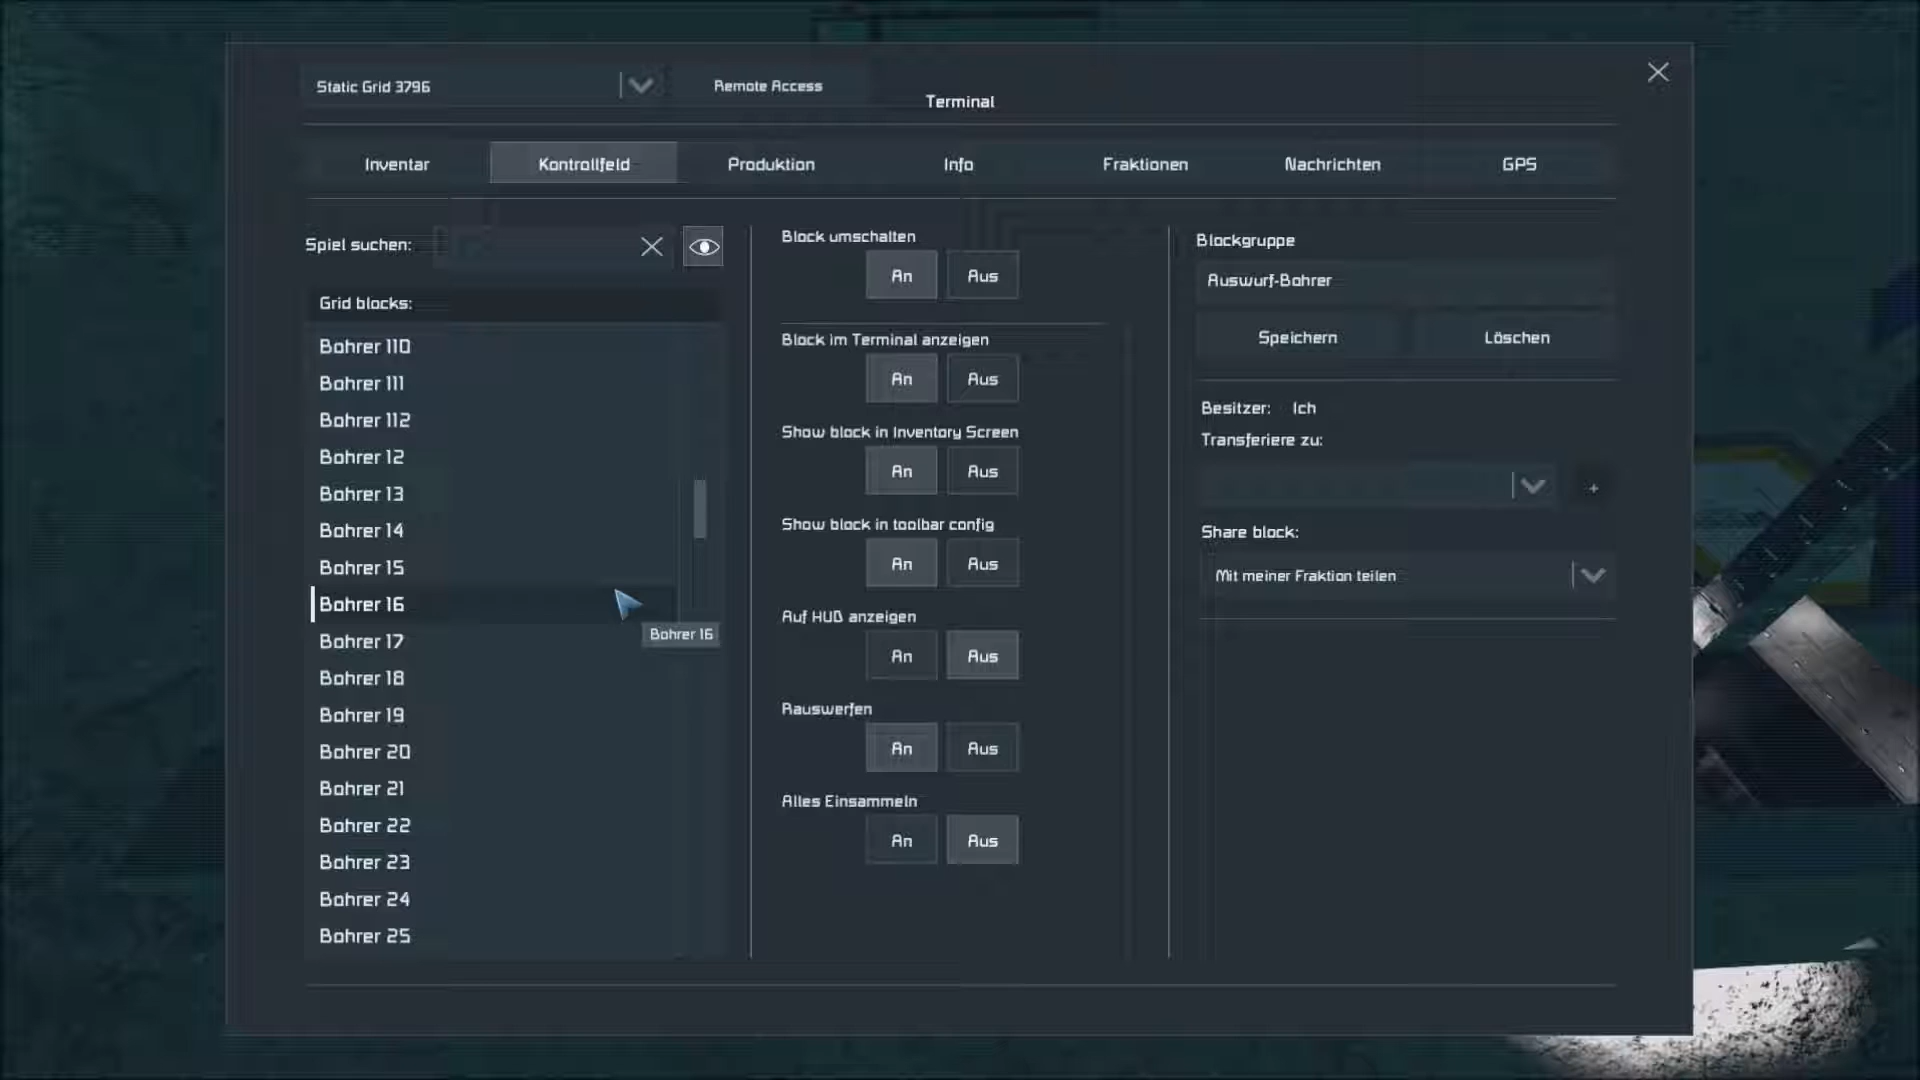 Static Grid 3796
Remote Access
Terminal
Inventar
Kontrollfeld
Produktion
Info
Fraktionen
Nachrichten
GPS
Spiel suchen:
Grid blocks:
Bohrer 110
Bohrer 111
Bohrer 112
Bohrer 12
Bohrer 13
Bohrer 14
Bohrer 15
Bohrer 16
Bohrer 17
Bohrer 18
Bohrer 19
Bohrer 20
Bohrer 21
Bohrer 22
Bohrer 23
Bohrer 24
Bohrer 25
Bohrer 16
Block umschalten
An Aus
Block im Terminal anzeigen
An Aus
Show block in Inventory Screen
An Aus
Show block in toolbar config
An Aus
Auf HUD anzeigen
An Aus
Rauswerfen
An Aus
Alles Einsammeln
An Aus
Blockgruppe
Auswurf-Bohrer
Speichern Löschen
Besitzer: Ich
Transferiere zu:
+
Share block:
Mit meiner Fraktion teilen